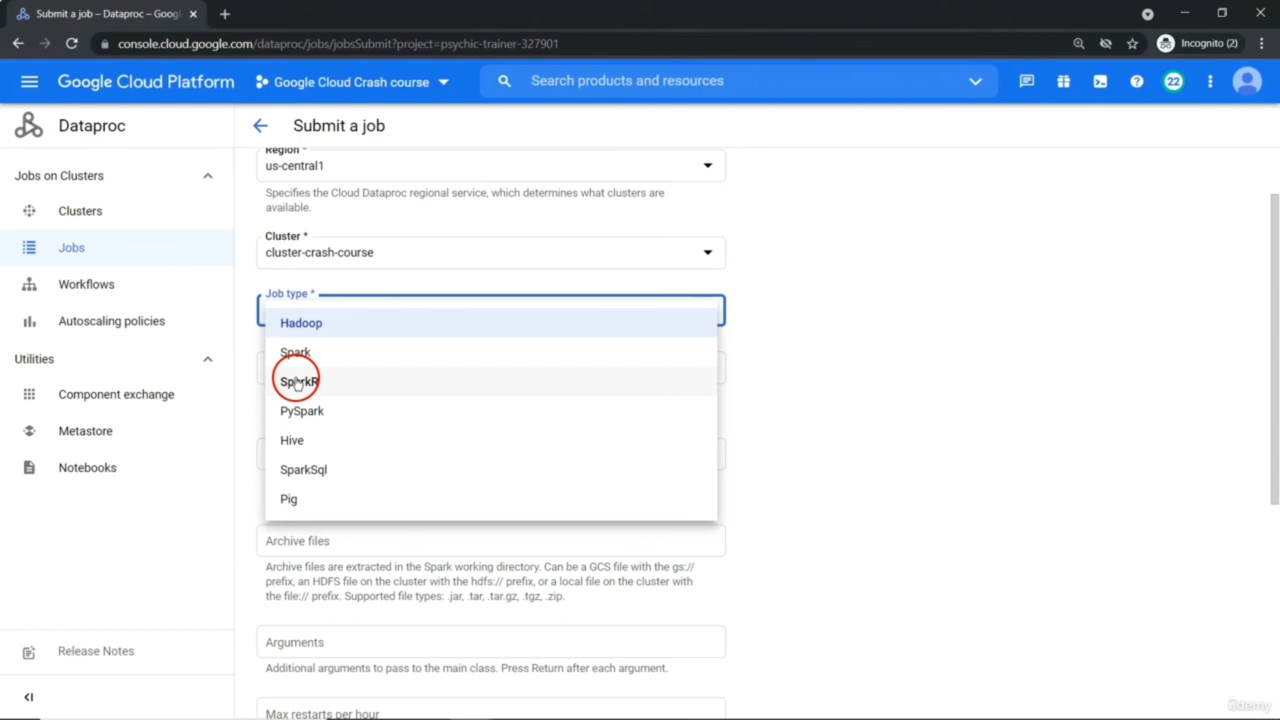 Submit a job – Dataproc – Googl
console.cloud.google.com/dataproc/jobs/jobsSubmit?project=psychic-trainer-327901
Incognito (2)
Google Cloud Platform
Google Cloud Crash course
Search products and resources
22
Dataproc
Submit a job
Jobs on Clusters
Clusters
Jobs
Workflows
Autoscaling policies
Utilities
Component exchange
Metastore
Notebooks
Release Notes
Region *
us-central1
Specifies the Cloud Dataproc regional service, which determines what clusters are
available.
Cluster *
cluster-crash-course
Job type *
Hadoop
Spark
SparkR
PySpark
Hive
SparkSql
Pig
Archive files
Archive files are extracted in the Spark working directory. Can be a GCS file with the gs://
prefix, an HDFS file on the cluster with the hdfs:// prefix, or a local file on the cluster with
the file:// prefix. Supported file types: .jar, .tar, .tar.gz, .tgz, .zip.
Arguments
Additional arguments to pass to the main class. Press Return after each argument.
Max restarts per hour
ûdemy